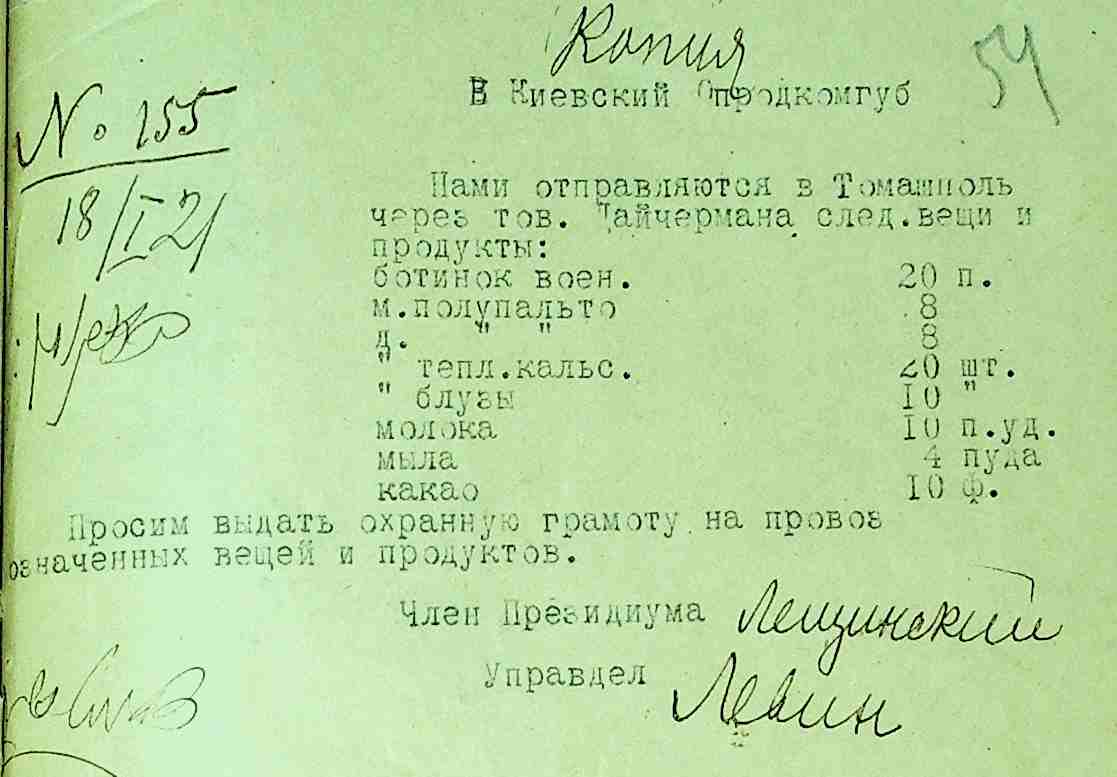 Копия
54
В Киевский Опродкомгуб
No 155
18/I 21
Нами отправляются в Томашполь
через тов. Дайчермана след.вещи и
продукты:
ботинок воен. 20 п.
м.полупальто 8
д. " " 8
" тепл.кальс. 20 шт.
" блузы 10 "
молока 10 п.уд.
мыла 4 пуда
какао 10 ф.
Просим выдать охранную грамоту на провоз
означенных вещей и продуктов.
Член Президиума Лещинский
Управдел Левин